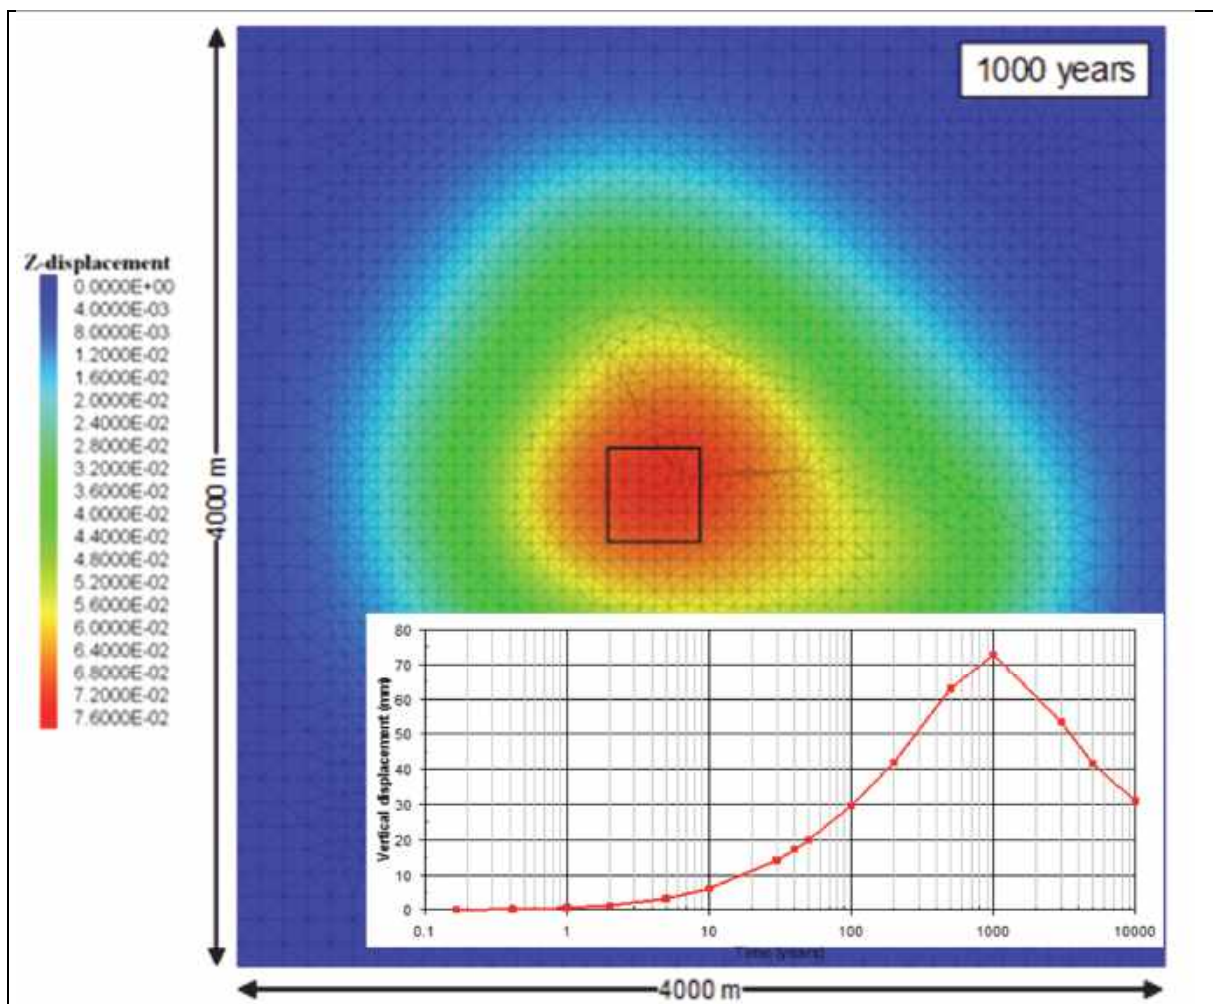 1000 years
Z-displacement
0.0000E+00
4.0000E-03
8.0000E-03
1.2000E-02
1.6000E-02
2.0000E-02
2.4000E-02
2.8000E-02
3.2000E-02
3.6000E-02
4.0000E-02
4.4000E-02
4.8000E-02
5.2000E-02
5.6000E-02
6.0000E-02
6.4000E-02
6.8000E-02
7.2000E-02
7.6000E-02
4000 m
Vertical displacement (mm)
80
70
60
50
40
30
20
10
0
0.1 1 10 100 1000 10000
Time (years)
4000 m